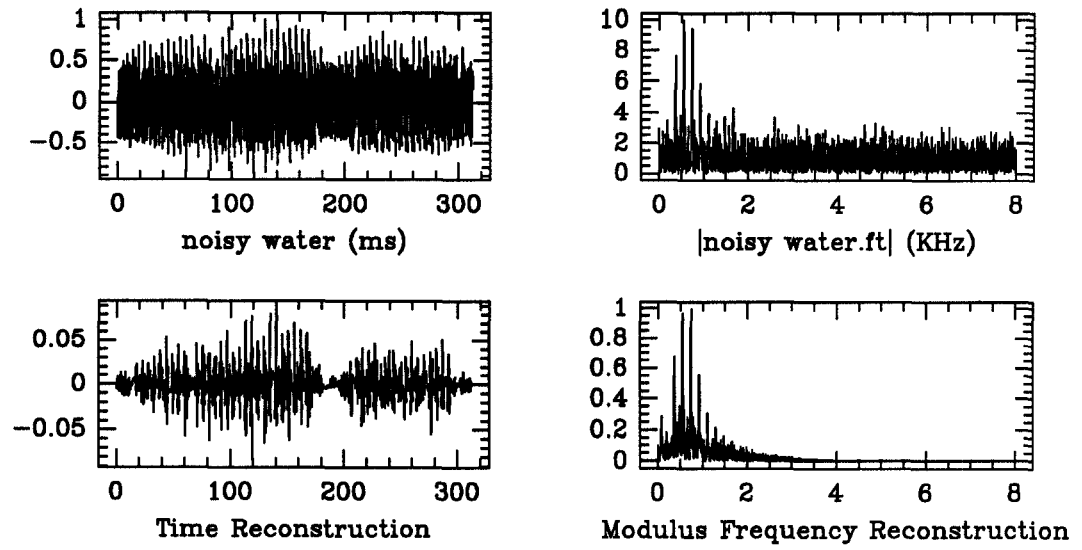 1
0.5
0
−0.5
0 100 200 300
noisy water (ms)
10
8
6
4
2
0
0 2 4 6 8
|noisy water.ft| (KHz)
0.05
0
−0.05
0 100 200 300
Time Reconstruction
1
0.8
0.6
0.4
0.2
0
0 2 4 6 8
Modulus Frequency Reconstruction